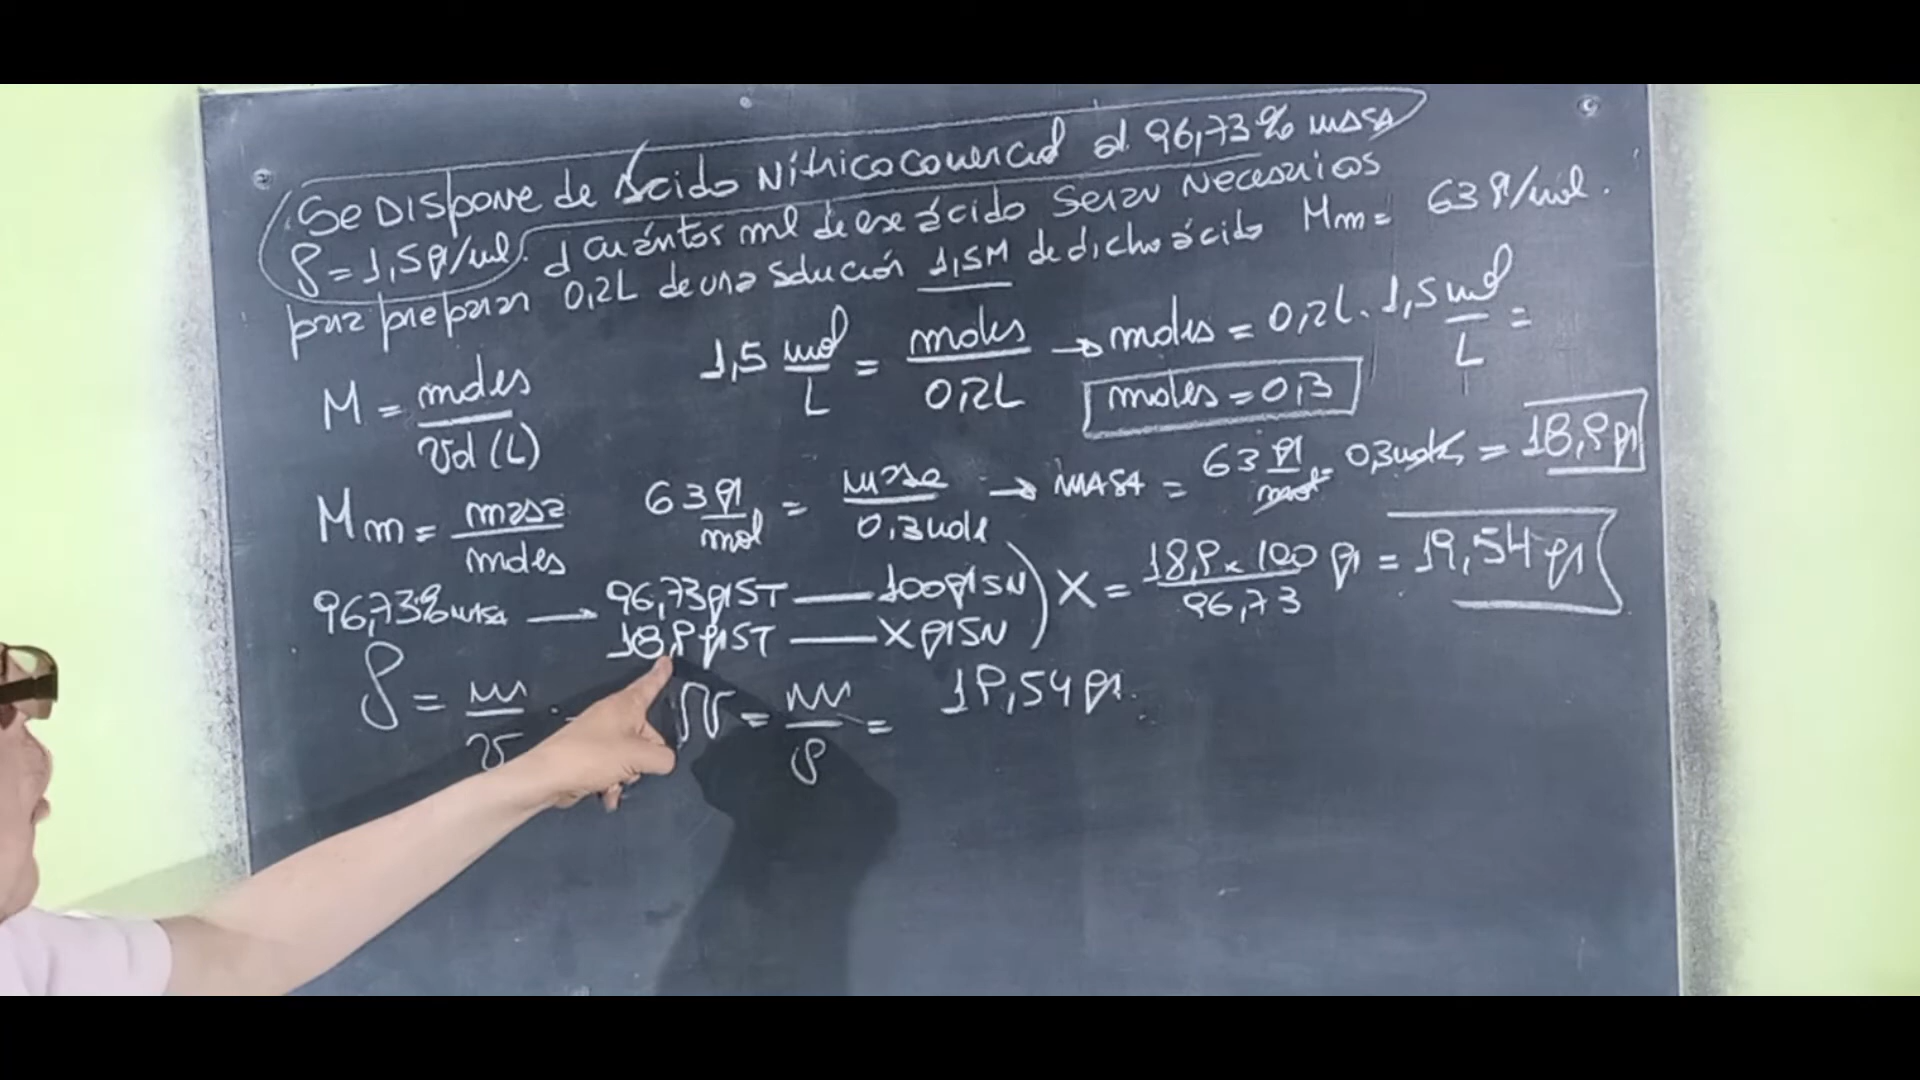 Se Dispone de Ácido Nítrico comercial al 96,73% masa
ρ = 1,5 g/ml. ¿Cuántos ml de ese ácido serán necesarios
para preparar 0,2L de una solución 1,5M de dicho ácido Mm = 63 g/mol.
M = moles / Vol (L)
1,5 mol/L = moles / 0,2L → moles = 0,2L . 1,5 mol/L =
moles = 0,3
Mm = masa / moles
63 g/mol = masa / 0,3 mol → masa = 63 g/mol . 0,3 moles = 18,9 g
96,73% masa → 96,73 g ST — 100 g SN
18,9 g ST — X g SN
X = 18,9 x 100 / 96,73 g = 19,54 g
ρ = m / v
v = m / ρ = 19,54 g